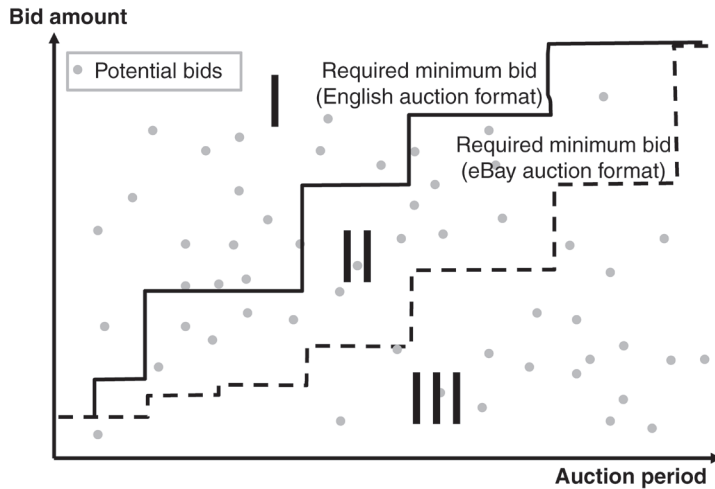 Bid amount
Potential bids
I
Required minimum bid
(English auction format)
Required minimum bid
(eBay auction format)
II
III
Auction period